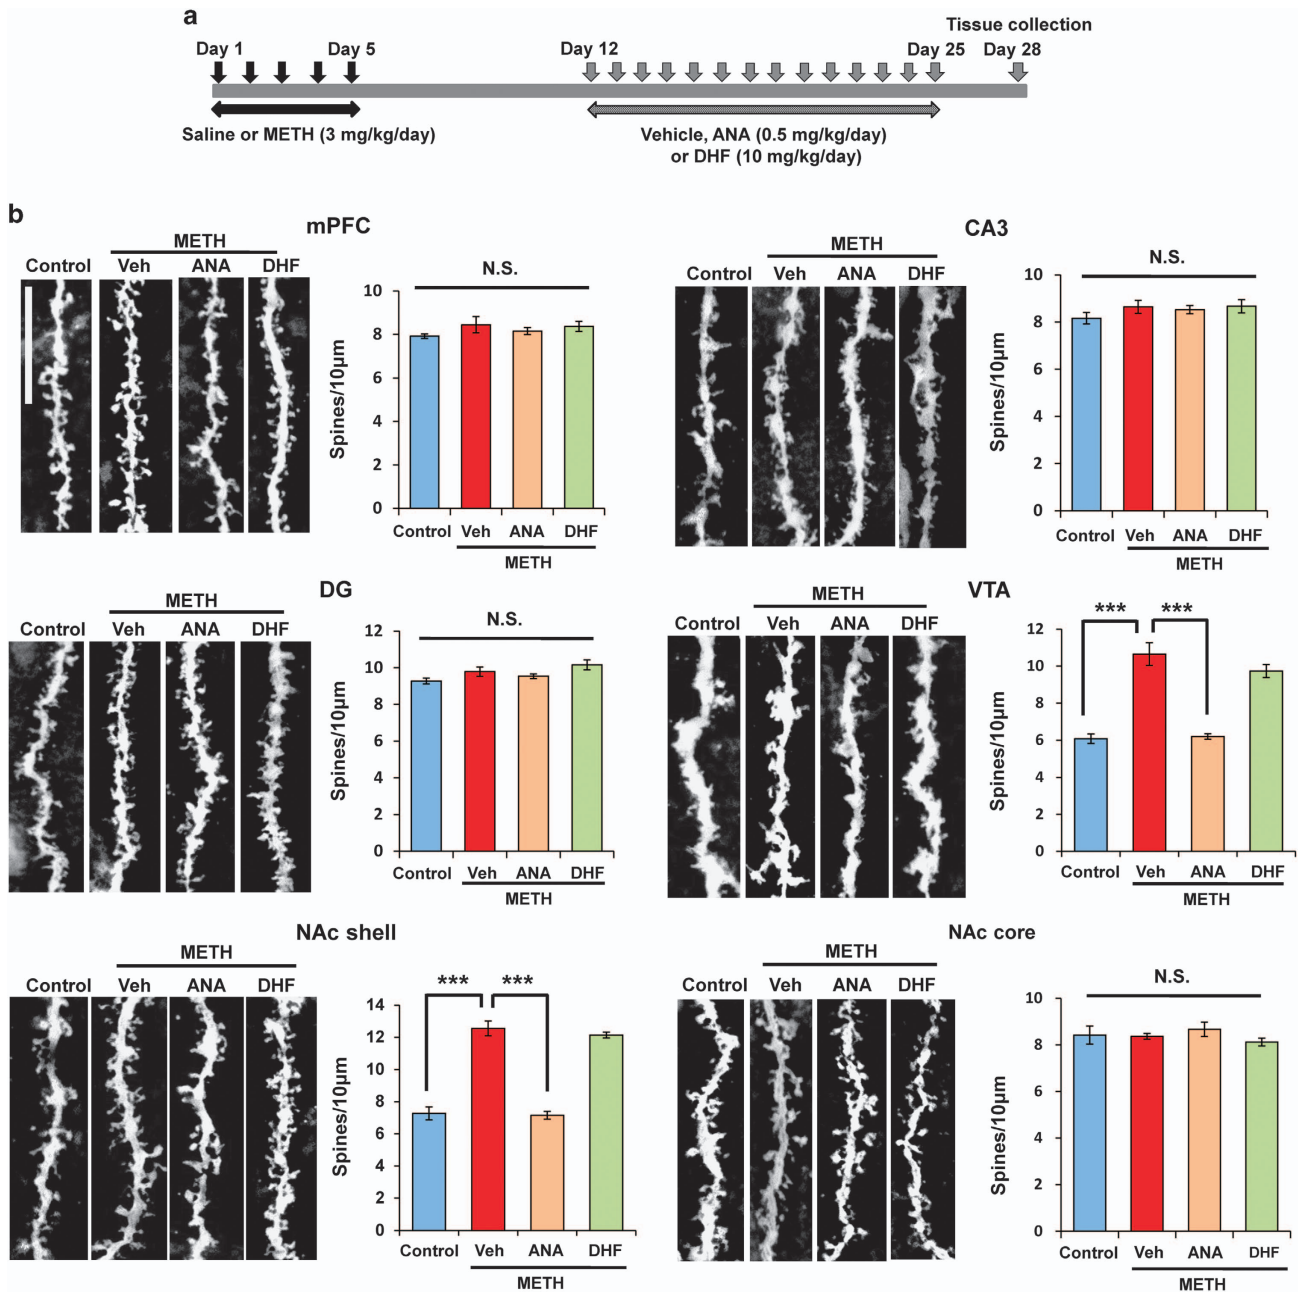 a
Tissue collection
Day 1 Day 5 Day 12 Day 25 Day 28
Saline or METH (3 mg/kg/day)
Vehicle, ANA (0.5 mg/kg/day)
or DHF (10 mg/kg/day)
b
mPFC
METH
Control Veh ANA DHF
N.S.
Spines/10µm
10
8
6
4
2
0
Control Veh ANA DHF
METH
CA3
METH
Control Veh ANA DHF
N.S.
Spines/10µm
10
8
6
4
2
0
Control Veh ANA DHF
METH
DG
METH
Control Veh ANA DHF
N.S.
Spines/10µm
12
10
8
6
4
2
0
Control Veh ANA DHF
METH
VTA
METH
Control Veh ANA DHF
*** ***
Spines/10µm
12
10
8
6
4
2
0
Control Veh ANA DHF
METH
NAc shell
METH
Control Veh ANA DHF
*** ***
Spines/10µm
14
12
10
8
6
4
2
0
Control Veh ANA DHF
METH
NAc core
METH
Control Veh ANA DHF
N.S.
Spines/10µm
10
8
6
4
2
0
Control Veh ANA DHF
METH